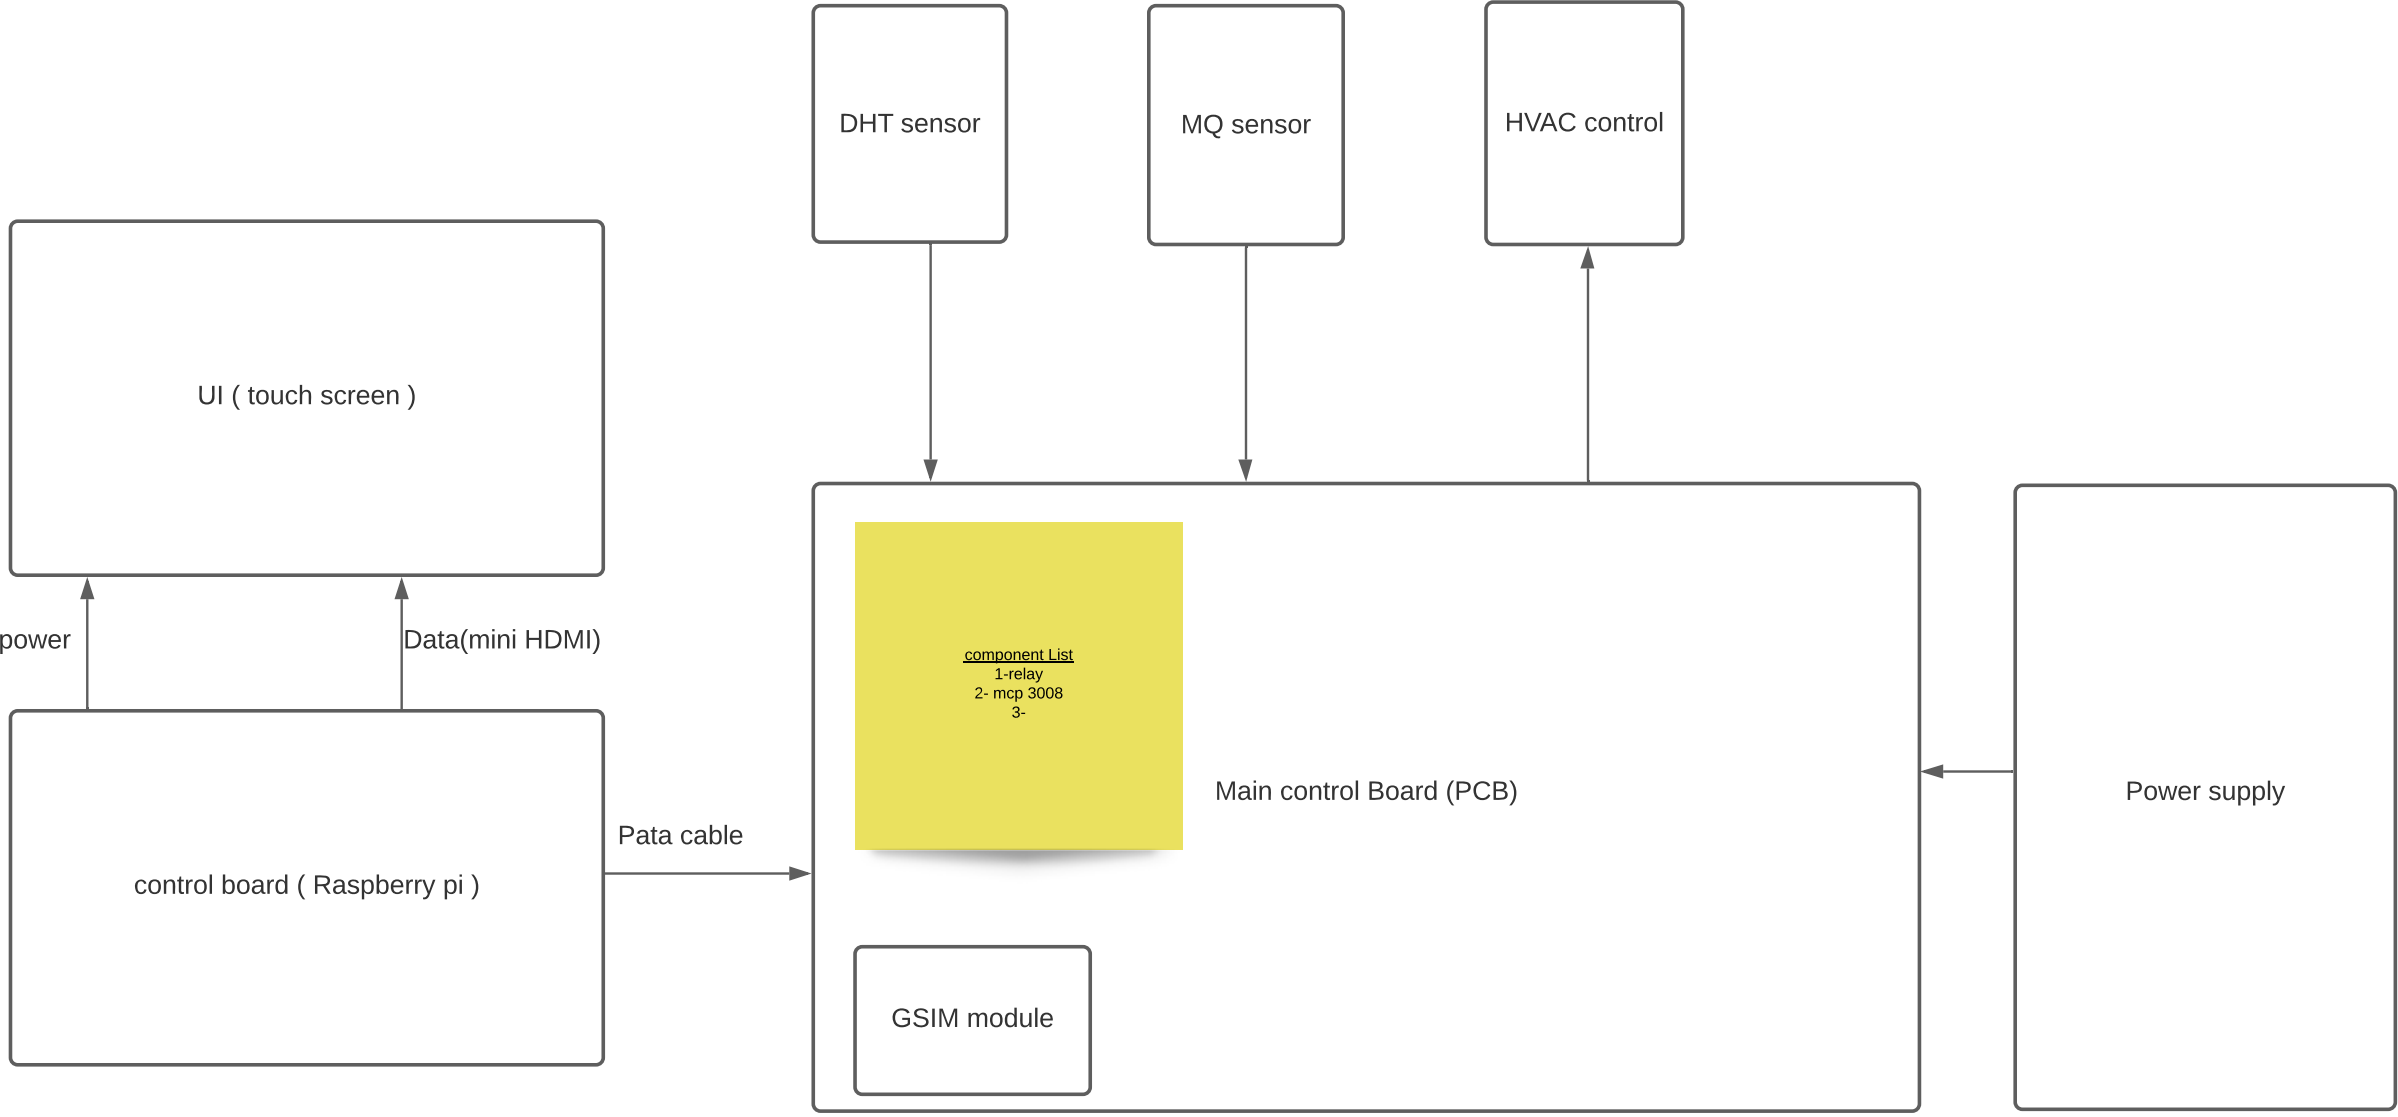 DHT sensor
MQ sensor
HVAC control
UI ( touch screen )
power
Data(mini HDMI)
component List
1-relay
2- mcp 3008
3-
Main control Board (PCB)
Power supply
Pata cable
control board ( Raspberry pi )
GSIM module